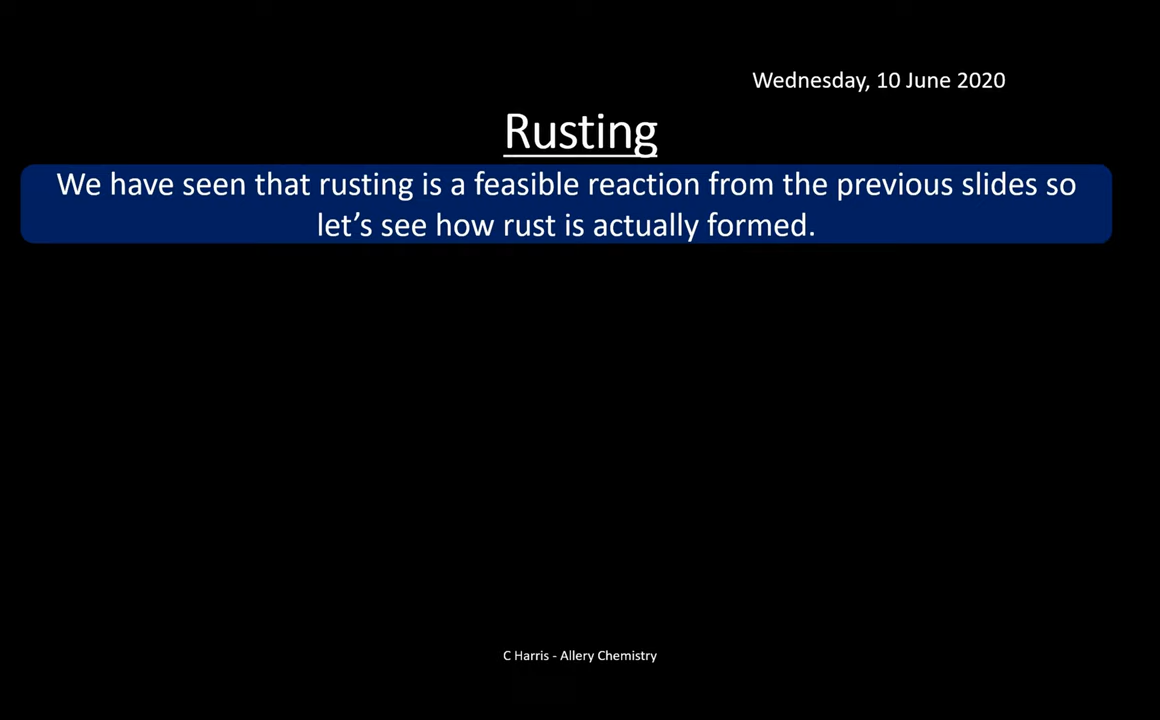 Wednesday, 10 June 2020
Rusting
We have seen that rusting is a feasible reaction from the previous slides so
let’s see how rust is actually formed.
C Harris - Allery Chemistry